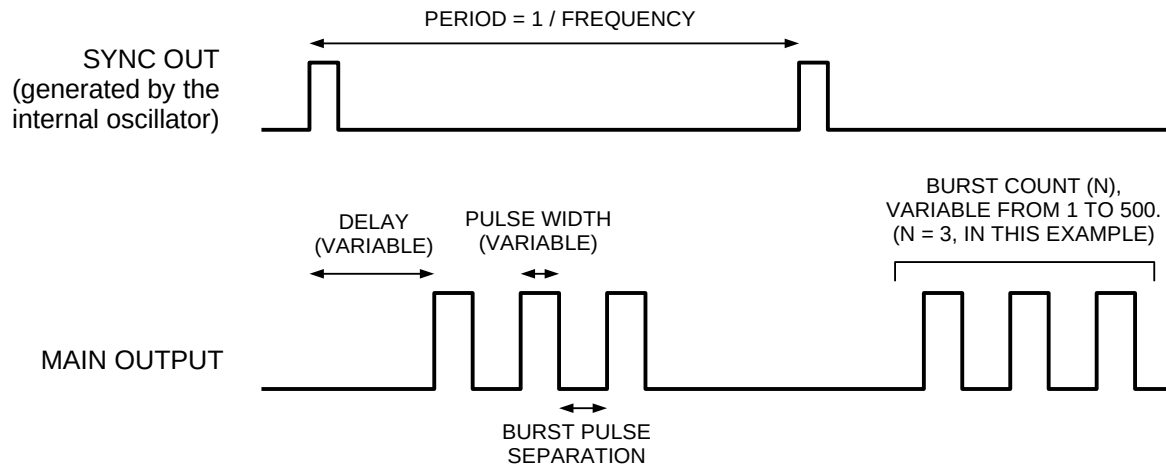 PERIOD = 1 / FREQUENCY
SYNC OUT
(generated by the
internal oscillator)
BURST COUNT (N),
VARIABLE FROM 1 TO 500.
(N = 3, IN THIS EXAMPLE)
DELAY
(VARIABLE)
PULSE WIDTH
(VARIABLE)
MAIN OUTPUT
BURST PULSE
SEPARATION